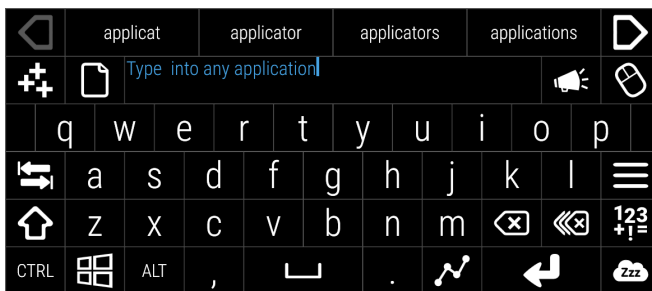 applicat applicator applicators applications
Type  into any application
q w e r t y u i o p
a s d f g h j k l
z x c v b n m 123 +!=
CTRL ALT , . Zzz